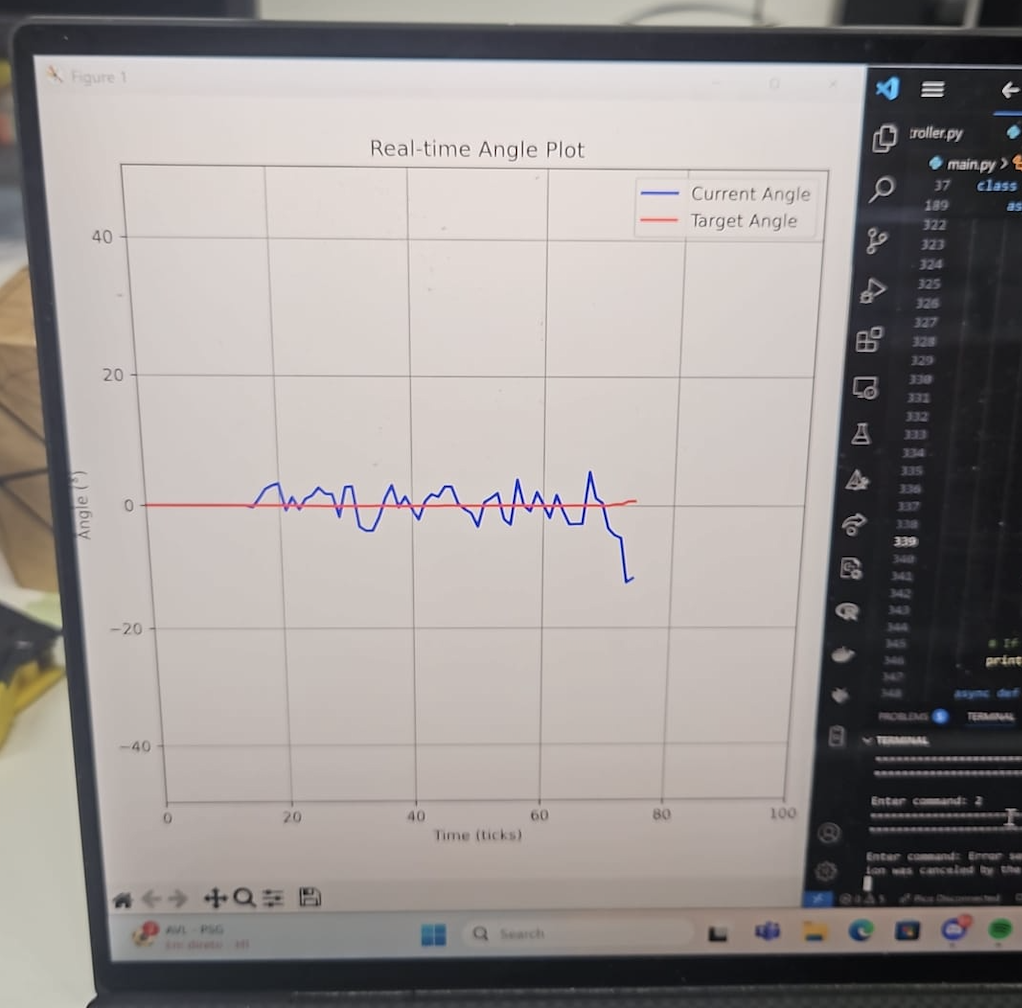 Figure 1
Real-time Angle Plot
Current Angle
Target Angle
40
20
0
−20
−40
Angle (°)
0 20 40 60 80 100
Time (ticks)
AVL - PSG
Search
:roller.py
main.py >
37 class
189 as
322
323
324
325
326
327
328
329
330
331
332
333
334
335
336
337
338
339
340
341
342
343
344
345 # If
346 print
347
348 async def
PROBLEMS 5 TERMINAL
TERMINAL
Enter command: 2
Enter command: Error se
ion was canceled by the
Pico Disconnected